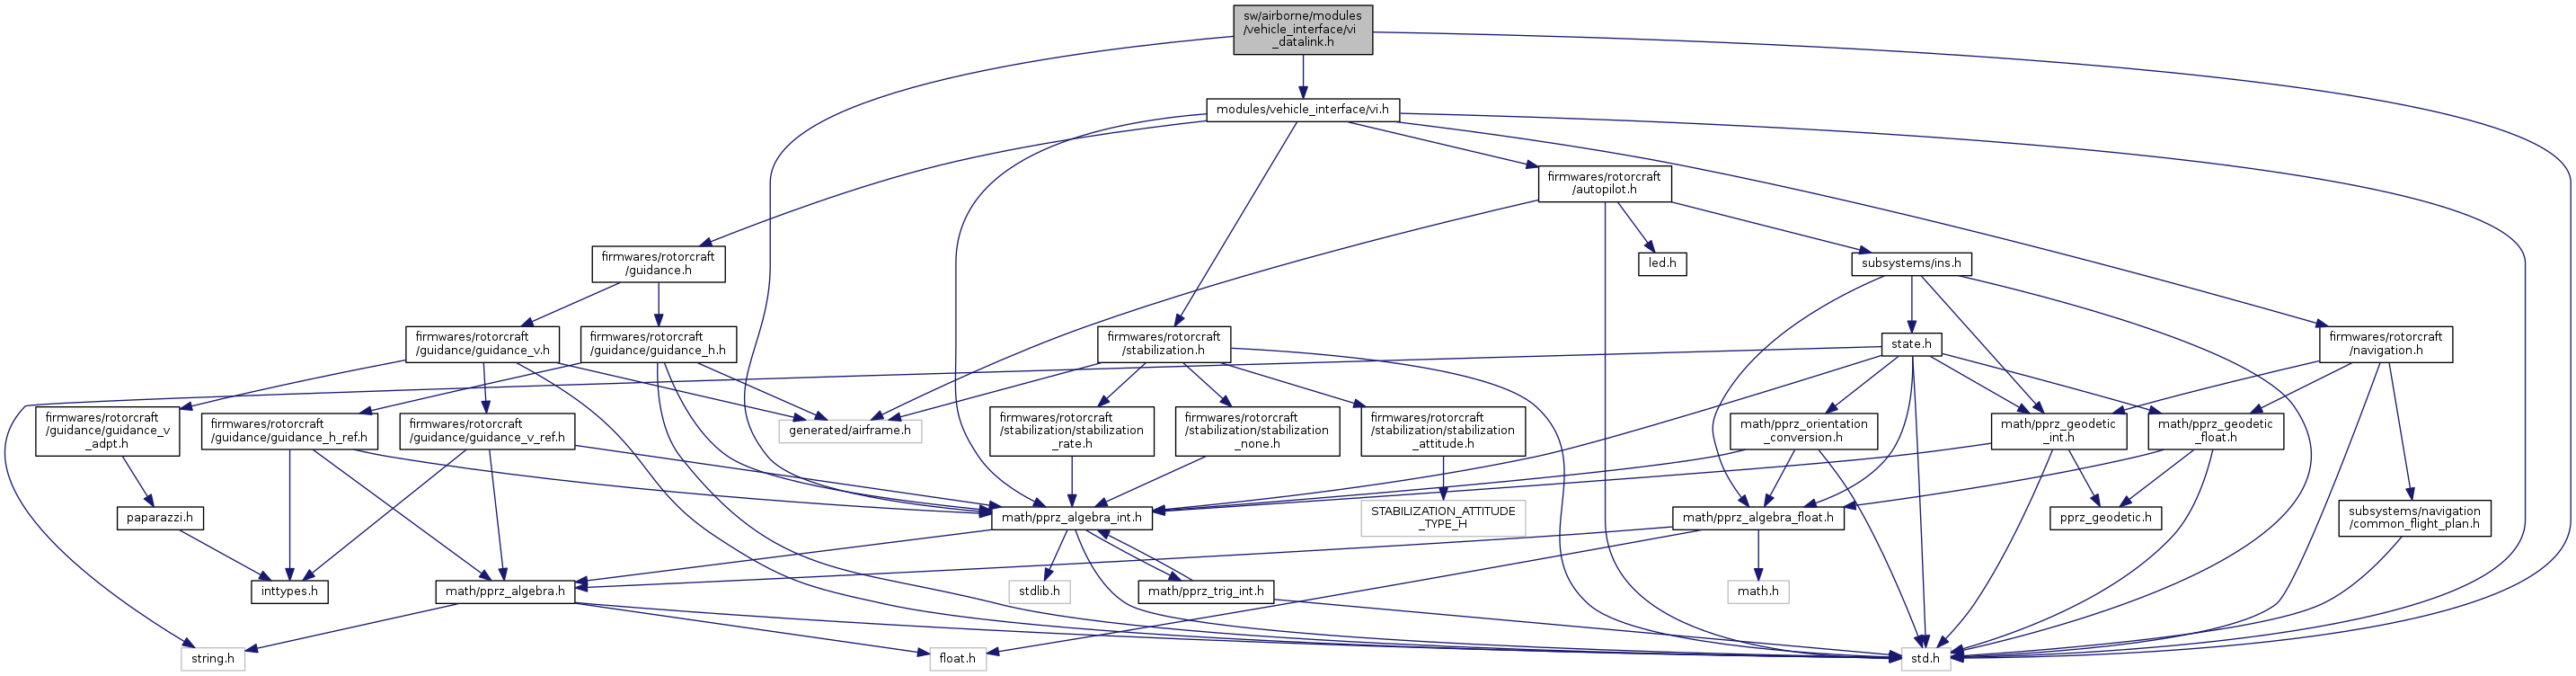 sw/airborne/modules
/vehicle_interface/vi
_datalink.h
modules/vehicle_interface/vi.h
firmwares/rotorcraft
/autopilot.h
firmwares/rotorcraft
/guidance.h
led.h
subsystems/ins.h
firmwares/rotorcraft
/guidance/guidance_v.h
firmwares/rotorcraft
/guidance/guidance_h.h
firmwares/rotorcraft
/stabilization.h
state.h
firmwares/rotorcraft
/navigation.h
firmwares/rotorcraft
/guidance/guidance_v
_adpt.h
firmwares/rotorcraft
/guidance/guidance_h_ref.h
firmwares/rotorcraft
/guidance/guidance_v_ref.h
generated/airframe.h
firmwares/rotorcraft
/stabilization/stabilization
_rate.h
firmwares/rotorcraft
/stabilization/stabilization
_none.h
firmwares/rotorcraft
/stabilization/stabilization
_attitude.h
math/pprz_orientation
_conversion.h
math/pprz_geodetic
_int.h
math/pprz_geodetic
_float.h
paparazzi.h
math/pprz_algebra_int.h
STABILIZATION_ATTITUDE
_TYPE_H
math/pprz_algebra_float.h
pprz_geodetic.h
subsystems/navigation
/common_flight_plan.h
inttypes.h
math/pprz_algebra.h
stdlib.h
math/pprz_trig_int.h
math.h
string.h
float.h
std.h